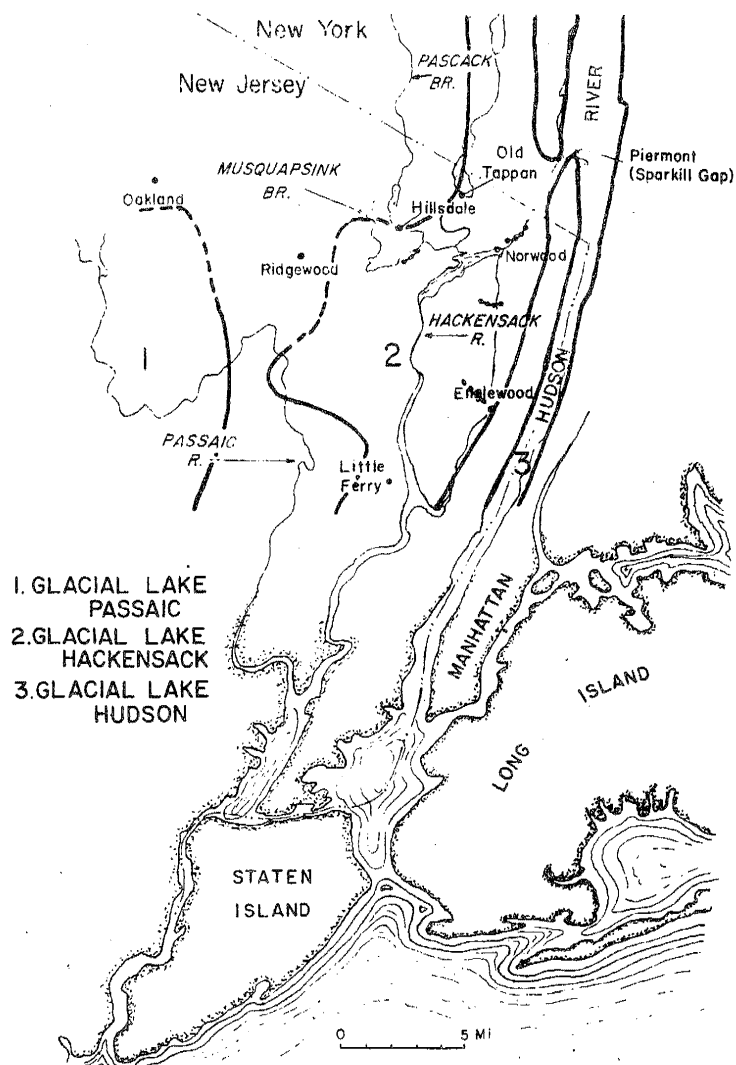 New York
New Jersey
PASCACK
BR.
RIVER
Old
Tappan
Piermont
(Sparkill Gap)
MUSQUAPSINK
BR.
Oakland
Hillsdale
Ridgewood
Norwood
HACKENSACK
R.
1
2
Englewood
HUDSON
3
PASSAIC
R.
Little
Ferry
1. GLACIAL LAKE
PASSAIC
2. GLACIAL LAKE
HACKENSACK
3. GLACIAL LAKE
HUDSON
MANHATTAN
LONG
ISLAND
STATEN
ISLAND
0 5 Mi